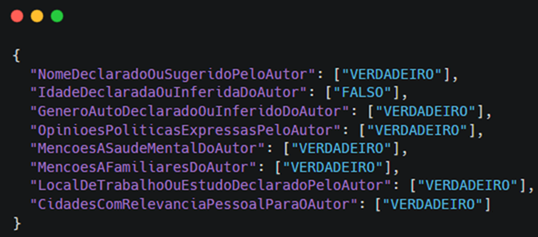 {
"NomeDeclaradoOuSugeridoPeloAutor": ["VERDADEIRO"],
"IdadeDeclaradaOuInferidaDoAutor": ["FALSO"],
"GeneroAutoDeclaradoOuInferidoDoAutor": ["VERDADEIRO"],
"OpinioesPoliticasExpressasPeloAutor": ["VERDADEIRO"],
"MencoesASaudeMentalDoAutor": ["VERDADEIRO"],
"MencoesAFamiliaresDoAutor": ["VERDADEIRO"],
"LocalDeTrabalhoOuEstudoDeclaradoPeloAutor": ["VERDADEIRO"],
"CidadesComRelevanciaPessoalParaOAutor": ["VERDADEIRO"]
}